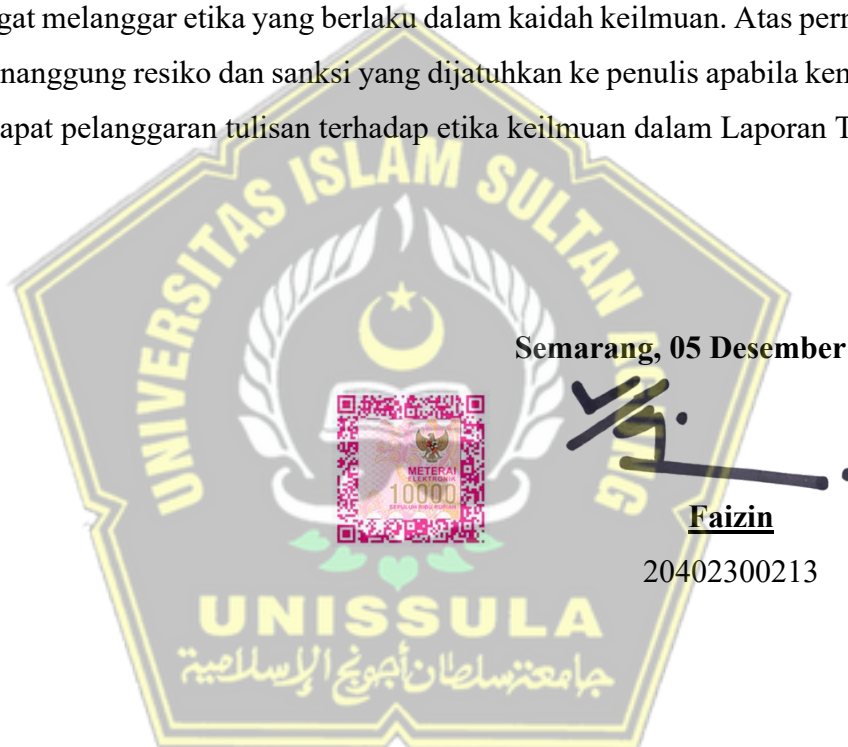 gat melanggar etika yang berlaku dalam kaidah keilmuan. Atas pern
nanggung resiko dan sanksi yang dijatuhkan ke penulis apabila ken
apat pelanggaran tulisan terhadap etika keilmuan dalam Laporan T
UNIVERSITAS ISLAM SULTAN AGUNG
Semarang, 05 Desember
METERAI
ELEKTRONIK
10000
SEPULUH RIBU RUPIAH
Faizin
20402300213
UNISSULA
جامعتنسلطان أجونج الإسلامية